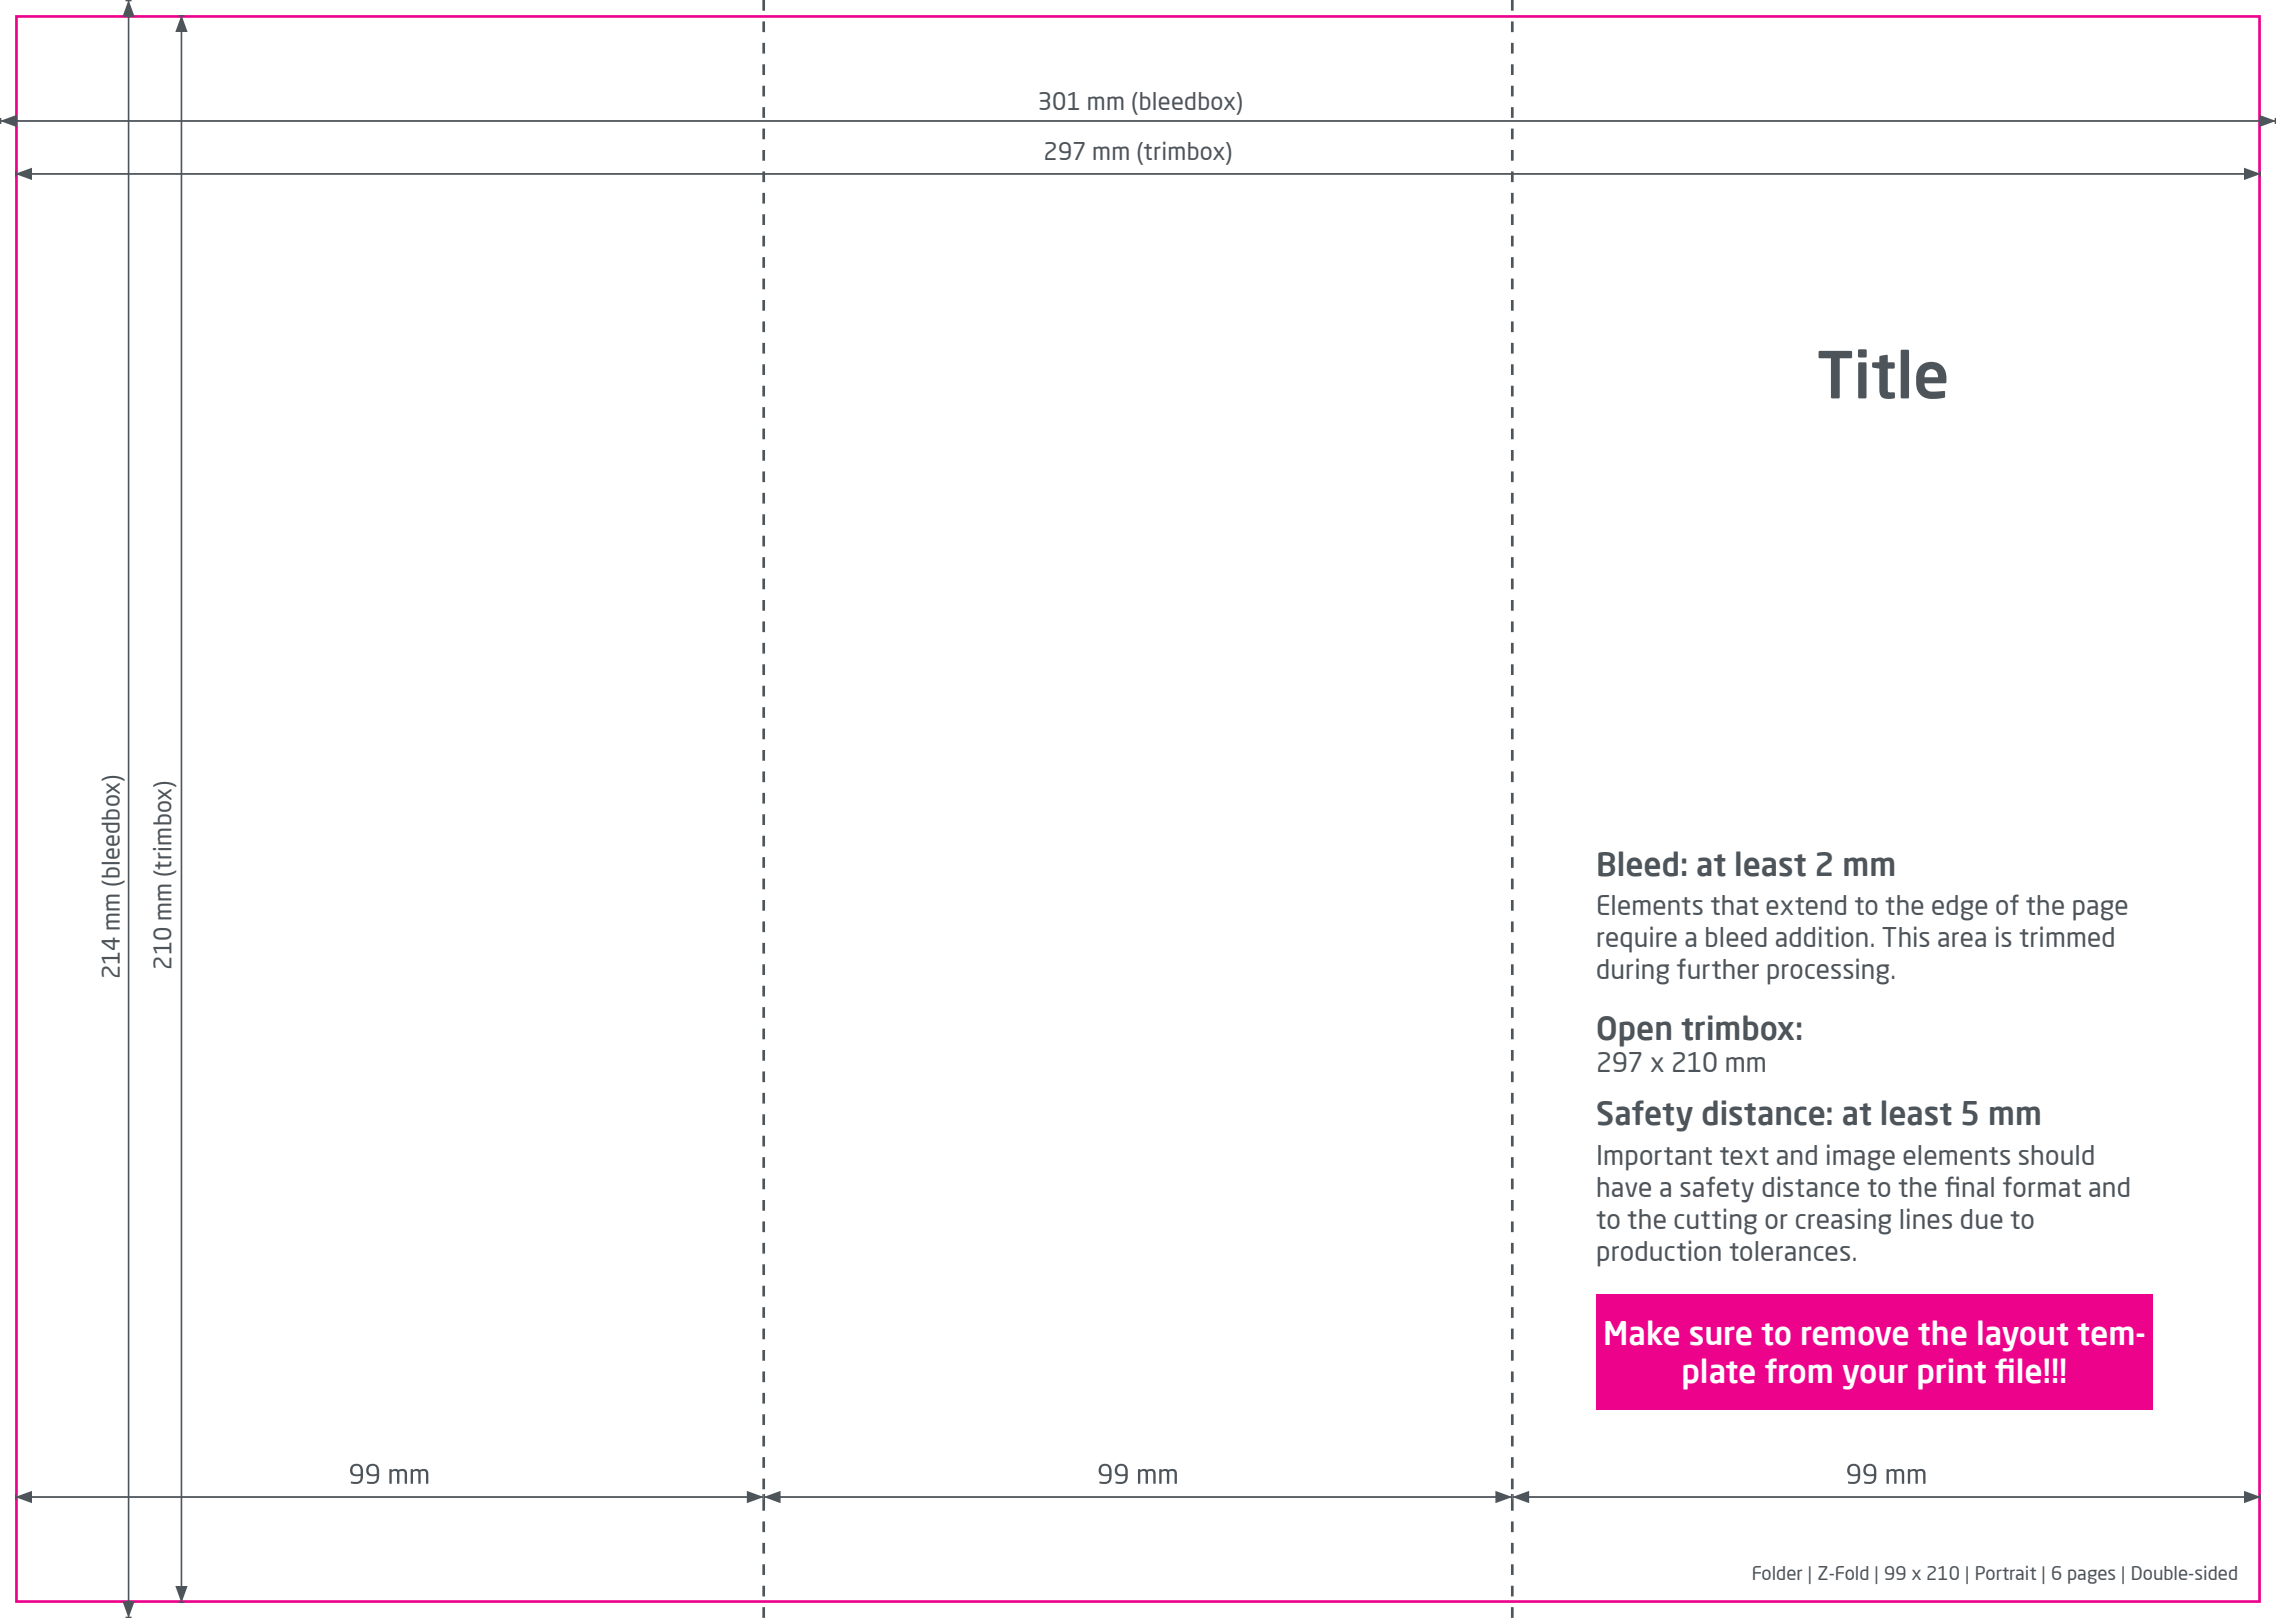 301 mm (bleedbox)
297 mm (trimbox)
Title
214 mm (bleedbox)
210 mm (trimbox)
Bleed: at least 2 mm
Elements that extend to the edge of the page
require a bleed addition. This area is trimmed
during further processing.
Open trimbox:
297 x 210 mm
Safety distance: at least 5 mm
Important text and image elements should
have a safety distance to the final format and
to the cutting or creasing lines due to
production tolerances.
Make sure to remove the layout tem-
plate from your print file!!!
99 mm
99 mm
99 mm
Folder | Z-Fold | 99 x 210 | Portrait | 6 pages | Double-sided